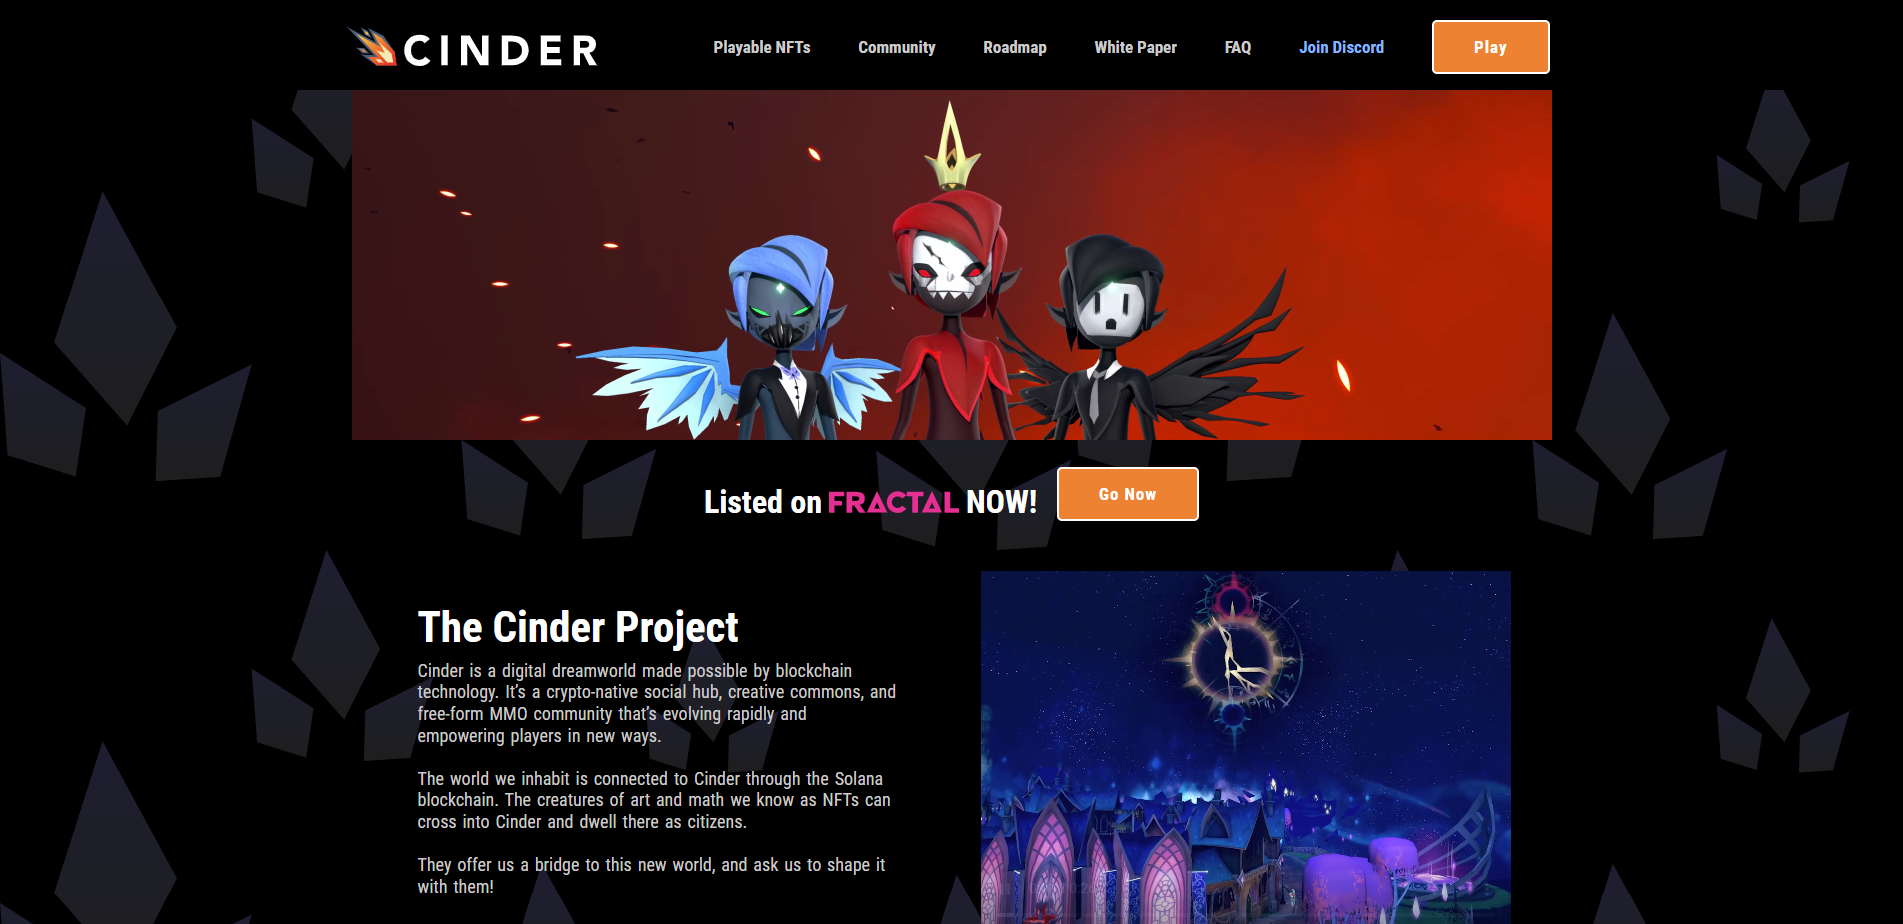 CINDER
Playable NFTs
Community
Roadmap
White Paper
FAQ
Join Discord
Play
Listed on FRACTAL NOW!
Go Now
The Cinder Project
Cinder is a digital dreamworld made possible by blockchain
technology. It's a crypto-native social hub, creative commons, and
free-form MMO community that's evolving rapidly and
empowering players in new ways.
The world we inhabit is connected to Cinder through the Solana
blockchain. The creatures of art and math we know as NFTs can
cross into Cinder and dwell there as citizens.
They offer us a bridge to this new world, and ask us to shape it
with them!